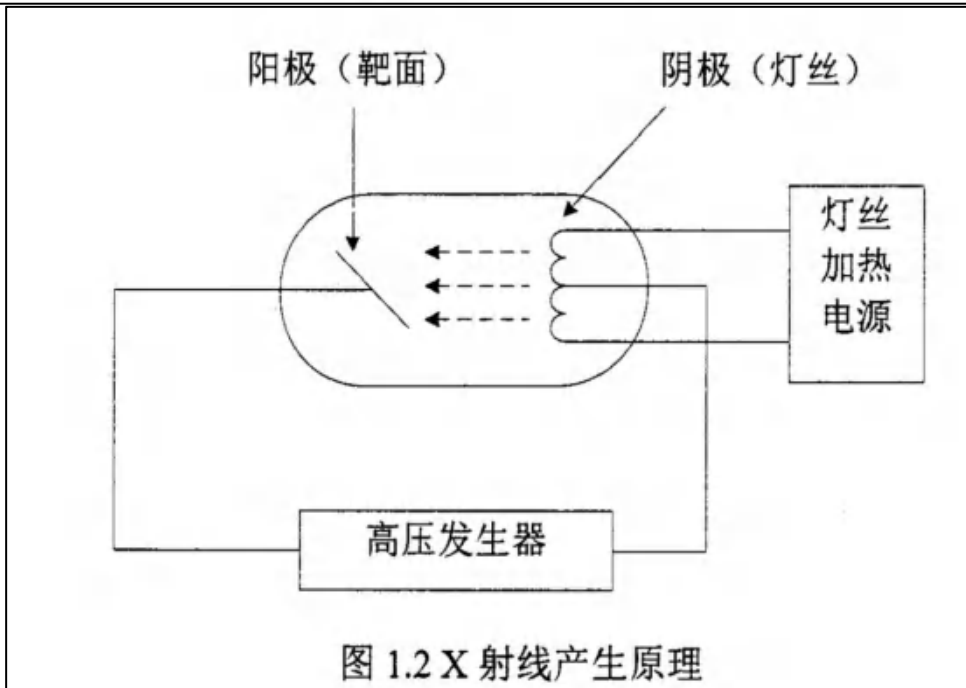 阳极（靶面）
阴极（灯丝）
灯丝
加热
电源
高压发生器
图 1.2 X 射线产生原理